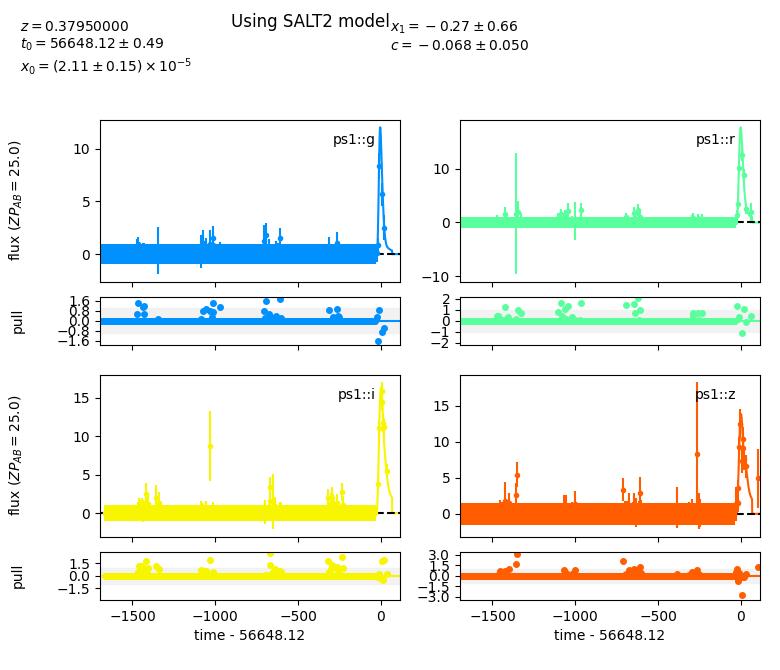 Using SALT2 model
z = 0.37950000
t0 = 56648.12 ± 0.49
x0 = (2.11 ± 0.15) × 10^−5
x1 = −0.27 ± 0.66
c = −0.068 ± 0.050
flux (ZP_AB = 25.0)
10
5
0
ps1::g
10
0
−10
ps1::r
pull
1.6
0.8
0.0
−0.8
−1.6
2
1
0
−1
−2
flux (ZP_AB = 25.0)
15
10
5
0
ps1::i
15
10
5
0
ps1::z
pull
1.5
0.0
−1.5
3.0
1.5
0.0
−1.5
−3.0
−1500 −1000 −500 0
−1500 −1000 −500 0
time - 56648.12
time - 56648.12